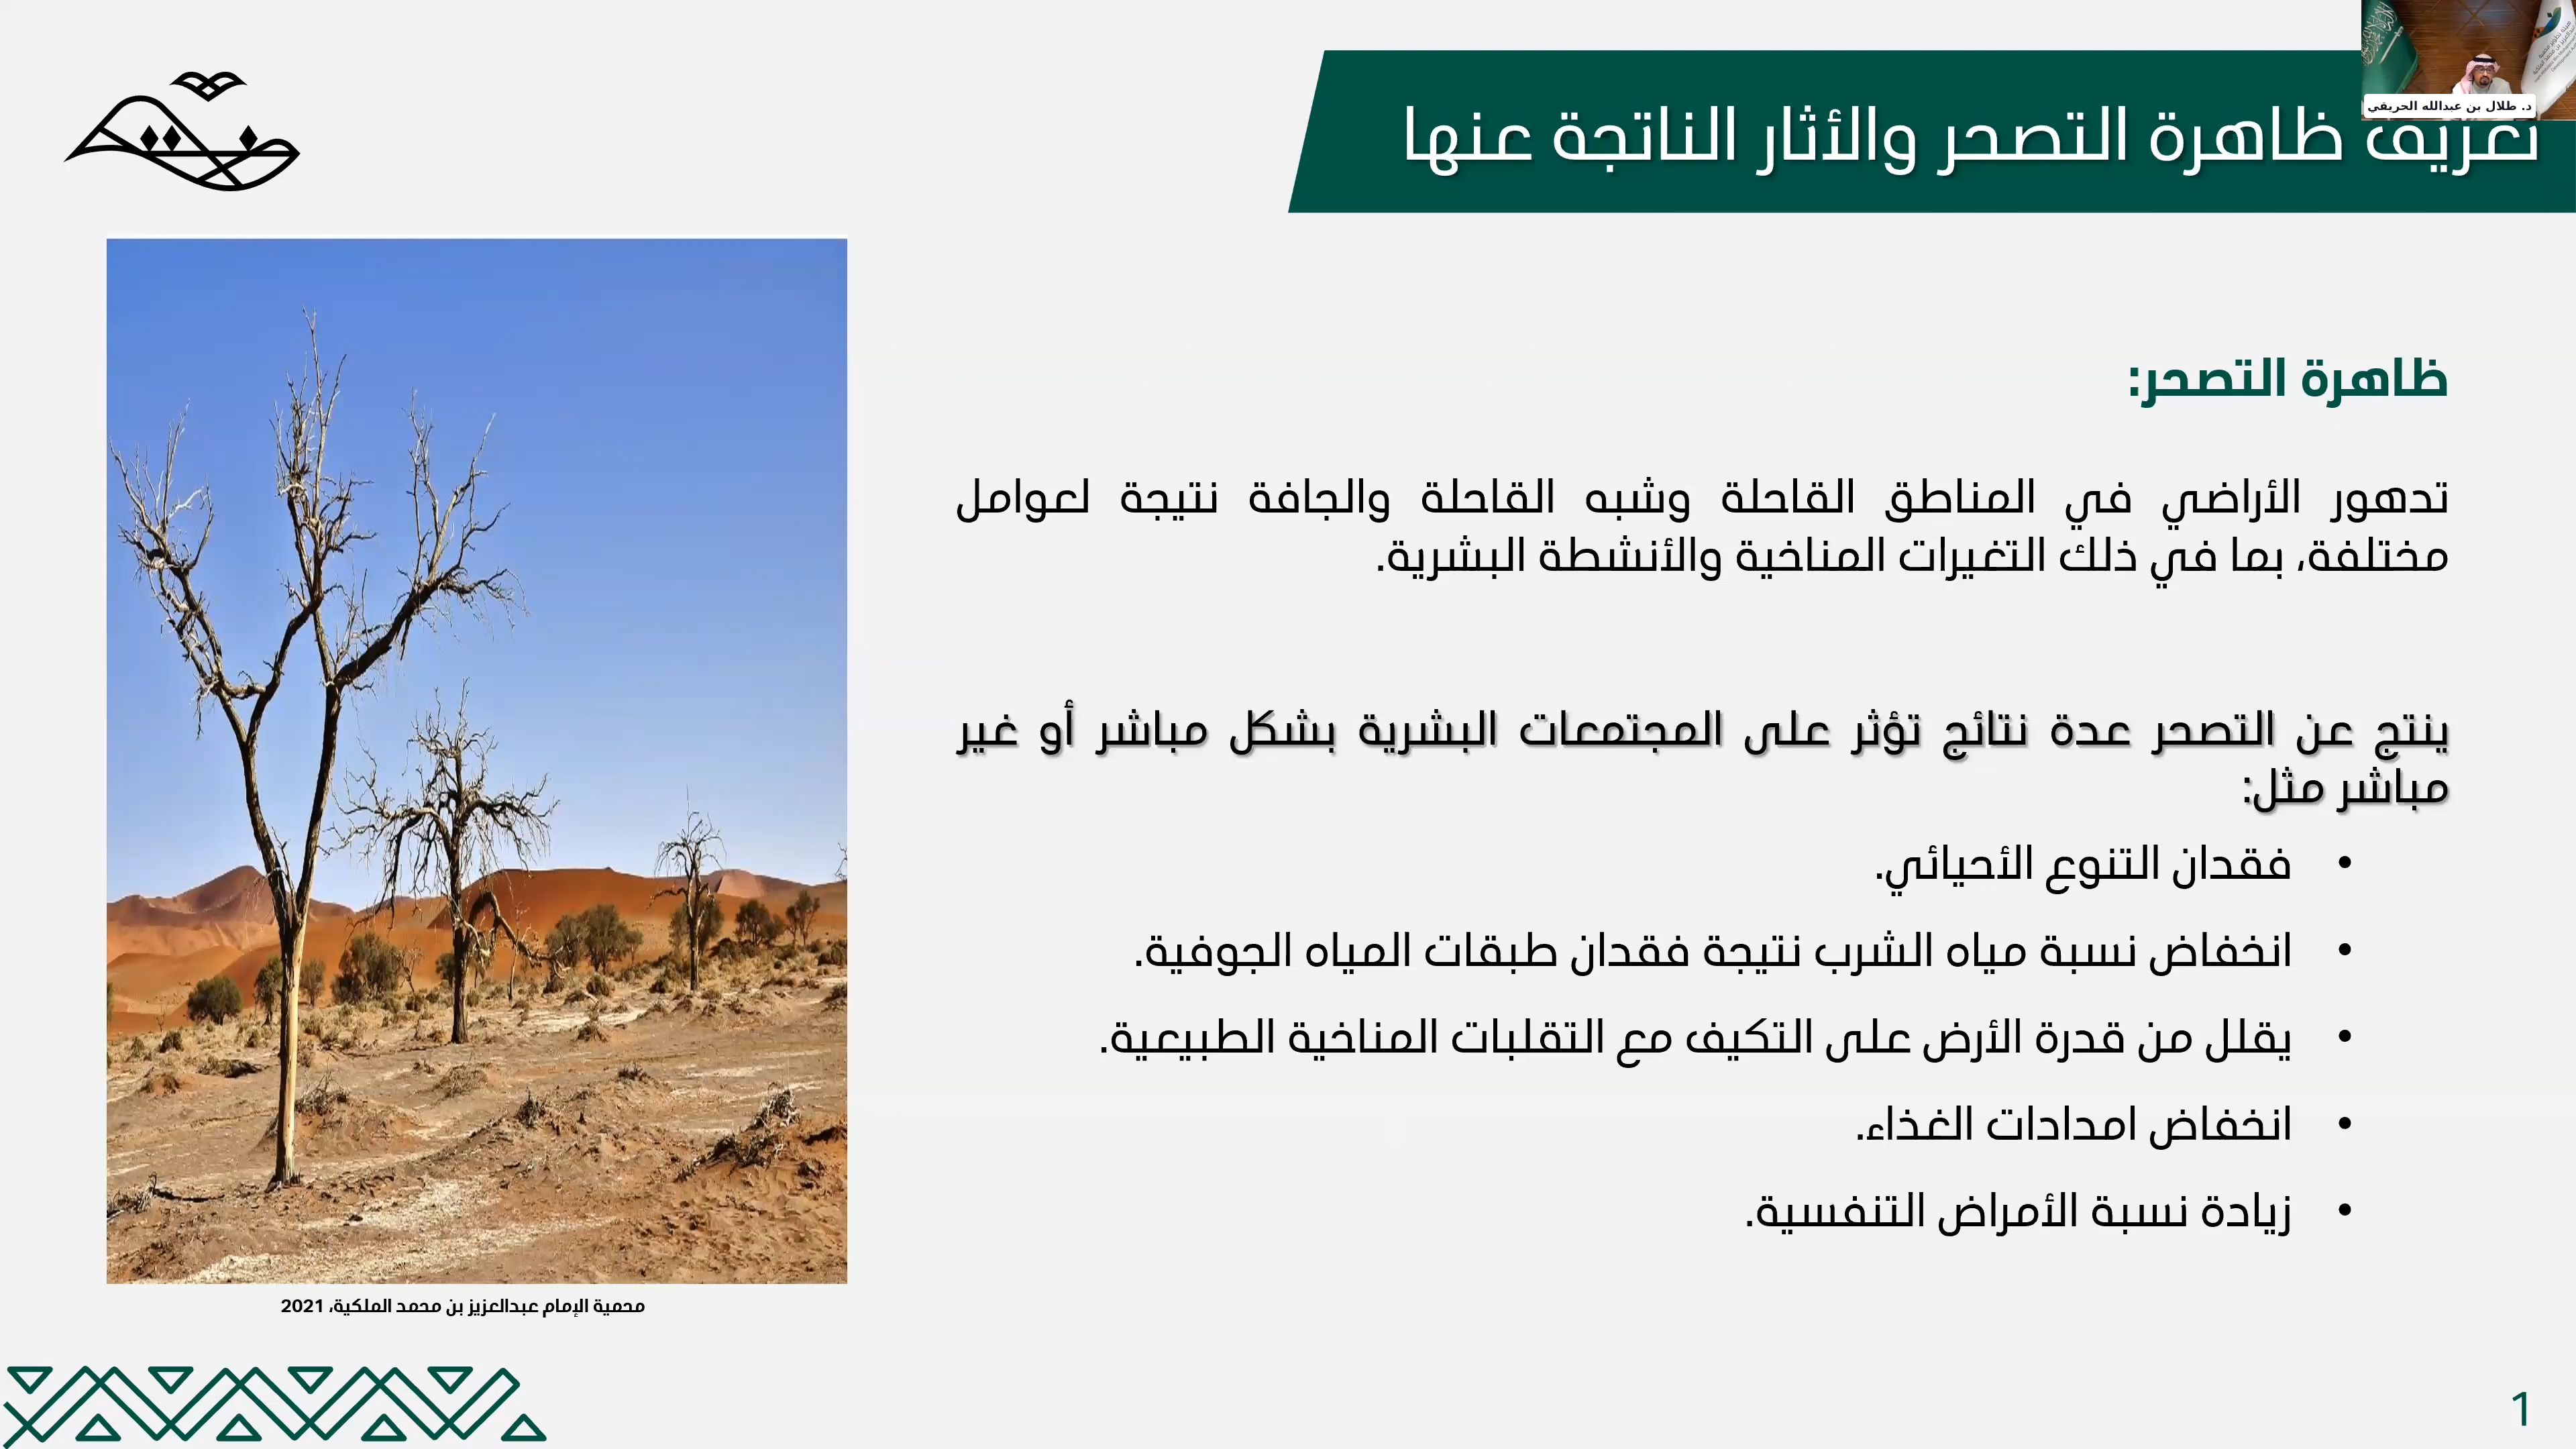 د. طلال بن عبدالله الحريقي
تعريف ظاهرة التصحر والأثار الناتجة عنها
ظاهرة التصحر:
تدهور الأراضي في المناطق القاحلة وشبه القاحلة والجافة نتيجة لعوامل
مختلفة، بما في ذلك التغيرات المناخية والأنشطة البشرية.
ينتج عن التصحر عدة نتائج تؤثر على المجتمعات البشرية بشكل مباشر أو غير
مباشر مثل:
• فقدان التنوع الأحيائي.
• انخفاض نسبة مياه الشرب نتيجة فقدان طبقات المياه الجوفية.
• يقلل من قدرة الأرض على التكيف مع التقلبات المناخية الطبيعية.
• انخفاض امدادات الغذاء.
• زيادة نسبة الأمراض التنفسية.
محمية الإمام عبدالعزيز بن محمد الملكية، 2021
1